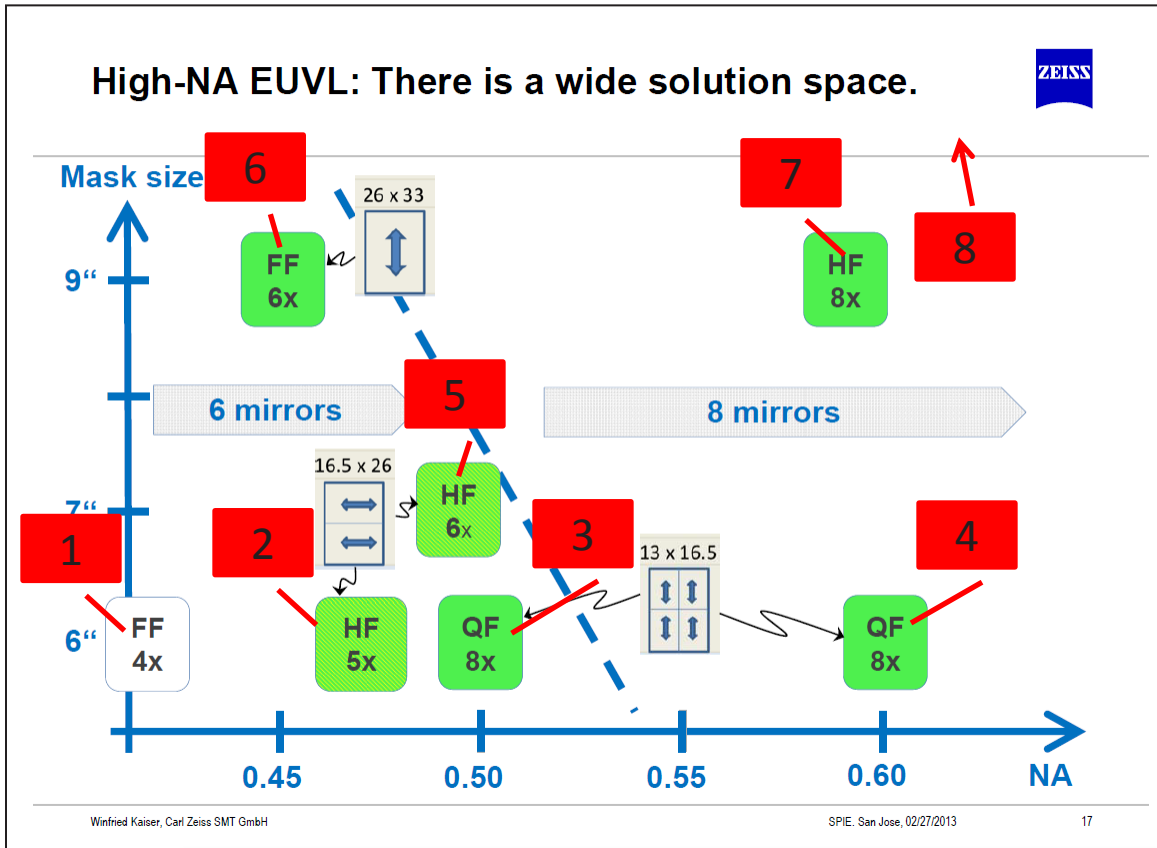 High-NA EUVL: There is a wide solution space.
ZEISS
Mask size
6
7
8
26 x 33
9“
FF
6x
HF
8x
5
6 mirrors
8 mirrors
16.5 x 26
HF
6x
7“
1
2
3
4
13 x 16.5
6“
FF
4x
HF
5x
QF
8x
QF
8x
0.45
0.50
0.55
0.60
NA
Winfried Kaiser, Carl Zeiss SMT GmbH
SPIE. San Jose, 02/27/2013
17